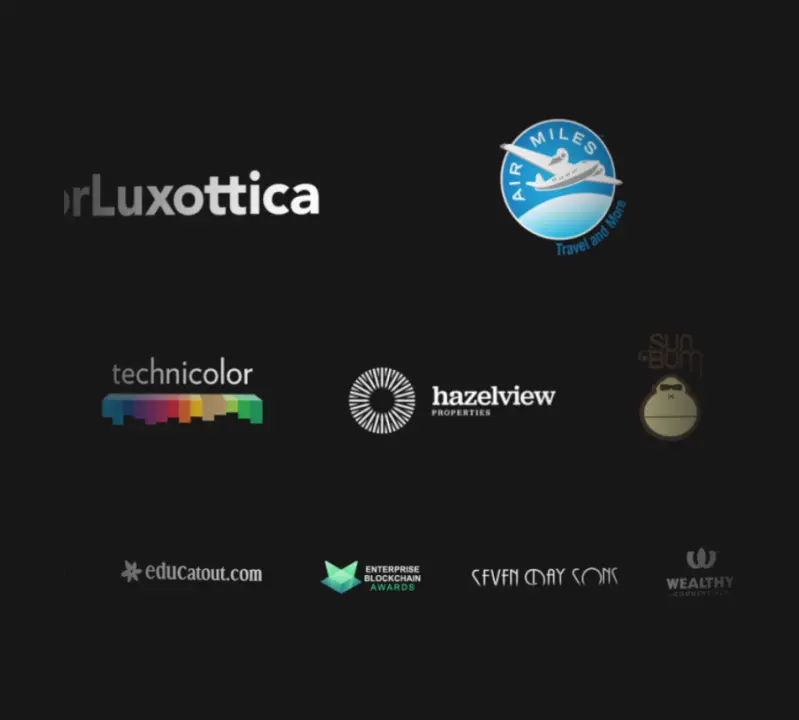 orLuxottica
AIR MILES
Travel and More
technicolor
hazelview
PROPERTIES
SUN
BUM
educatout.com
ENTERPRISE
BLOCKCHAIN
AWARDS
SEVEN DAY SONS
WEALTHY